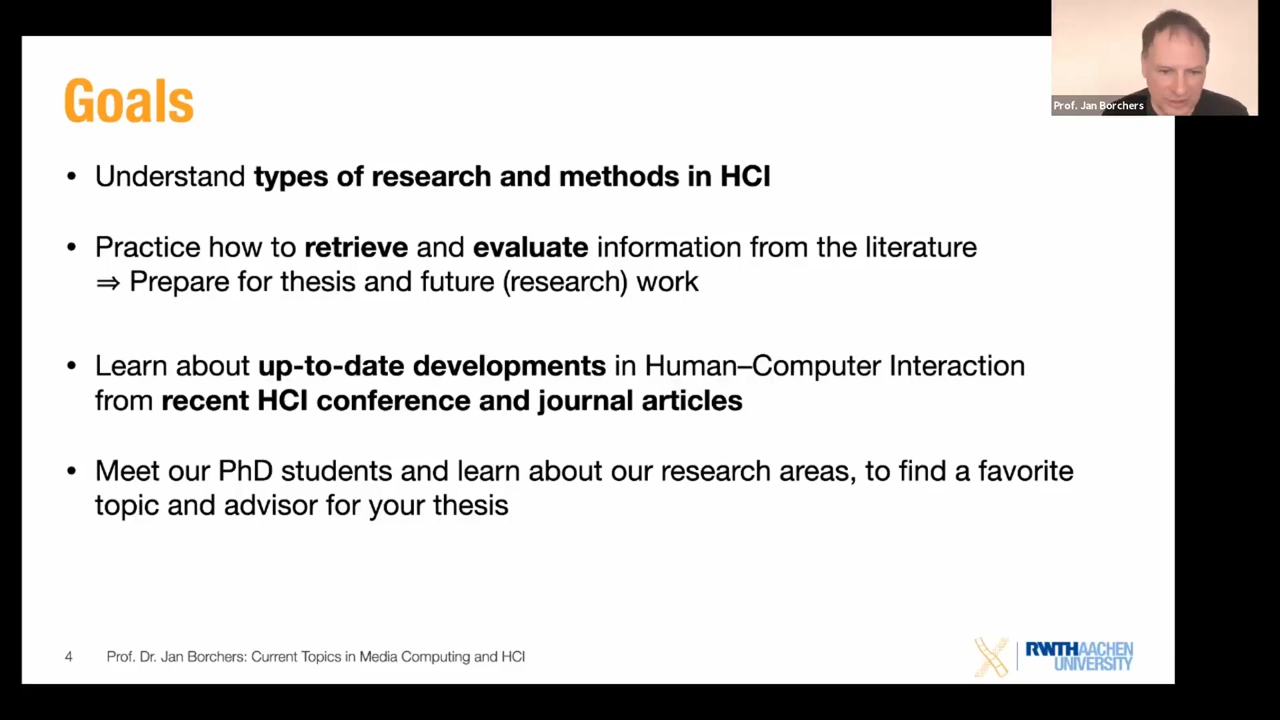 Goals
Prof. Jan Borchers
• Understand types of research and methods in HCI
• Practice how to retrieve and evaluate information from the literature
⇒ Prepare for thesis and future (research) work
• Learn about up-to-date developments in Human–Computer Interaction
from recent HCI conference and journal articles
• Meet our PhD students and learn about our research areas, to find a favorite
topic and advisor for your thesis
4 Prof. Dr. Jan Borchers: Current Topics in Media Computing and HCI
RWTHAACHEN
UNIVERSITY